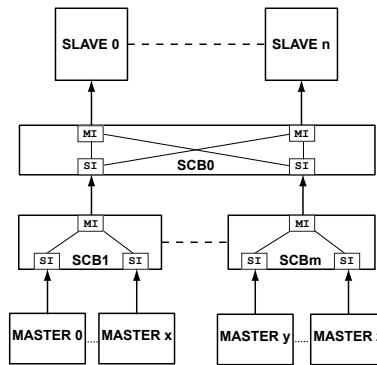 SLAVE 0 SLAVE n
MI MI
SI SI
SCB0
MI MI
SI SI SI SI
SCB1 SCBm
MASTER 0 MASTER x MASTER y MASTER